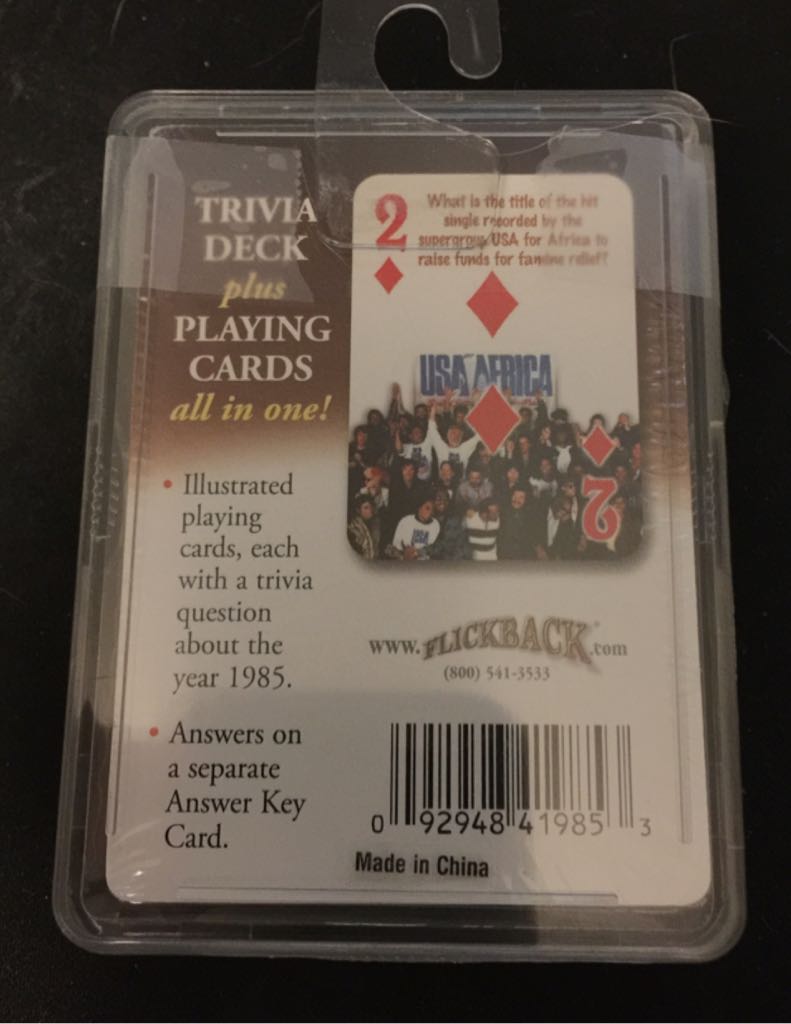 TRIVIA
DECK
plus
PLAYING
CARDS
all in one!
• Illustrated
playing
cards, each
with a trivia
question
about the
year 1985.
• Answers on
a separate
Answer Key
Card.
2
What is the title of the hit
single recorded by the
supergroup USA for Africa to
raise funds for famine relief?
USA AFRICA
USA
2
www.FLICKBACK.com
(800) 541-3533
0 92948 41985 3
Made in China